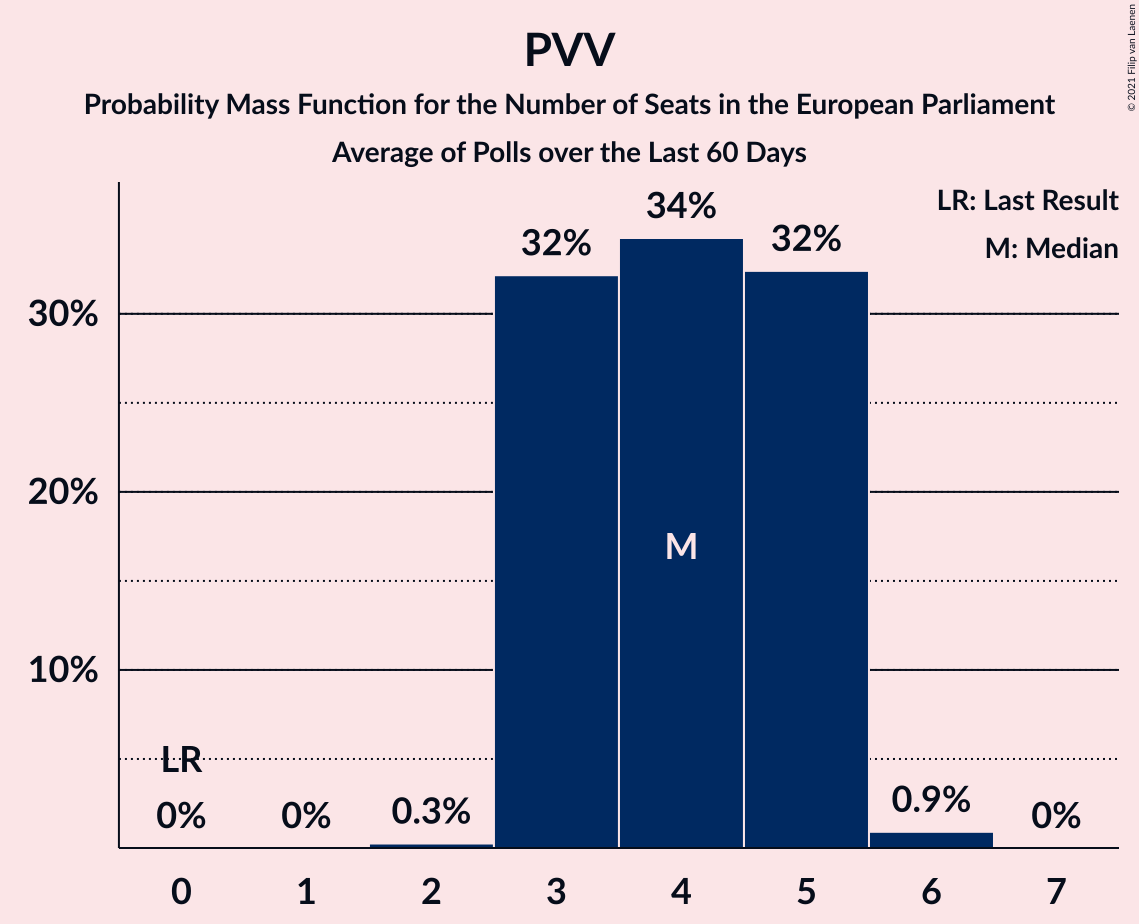 PVV
Probability Mass Function for the Number of Seats in the European Parliament
Average of Polls over the Last 60 Days
© 2021 Filip van Laenen
LR: Last Result
M: Median
34%
32%
32%
30%
20%
M
10%
LR
0%
0%
0.3%
0.9%
0%
0 1 2 3 4 5 6 7